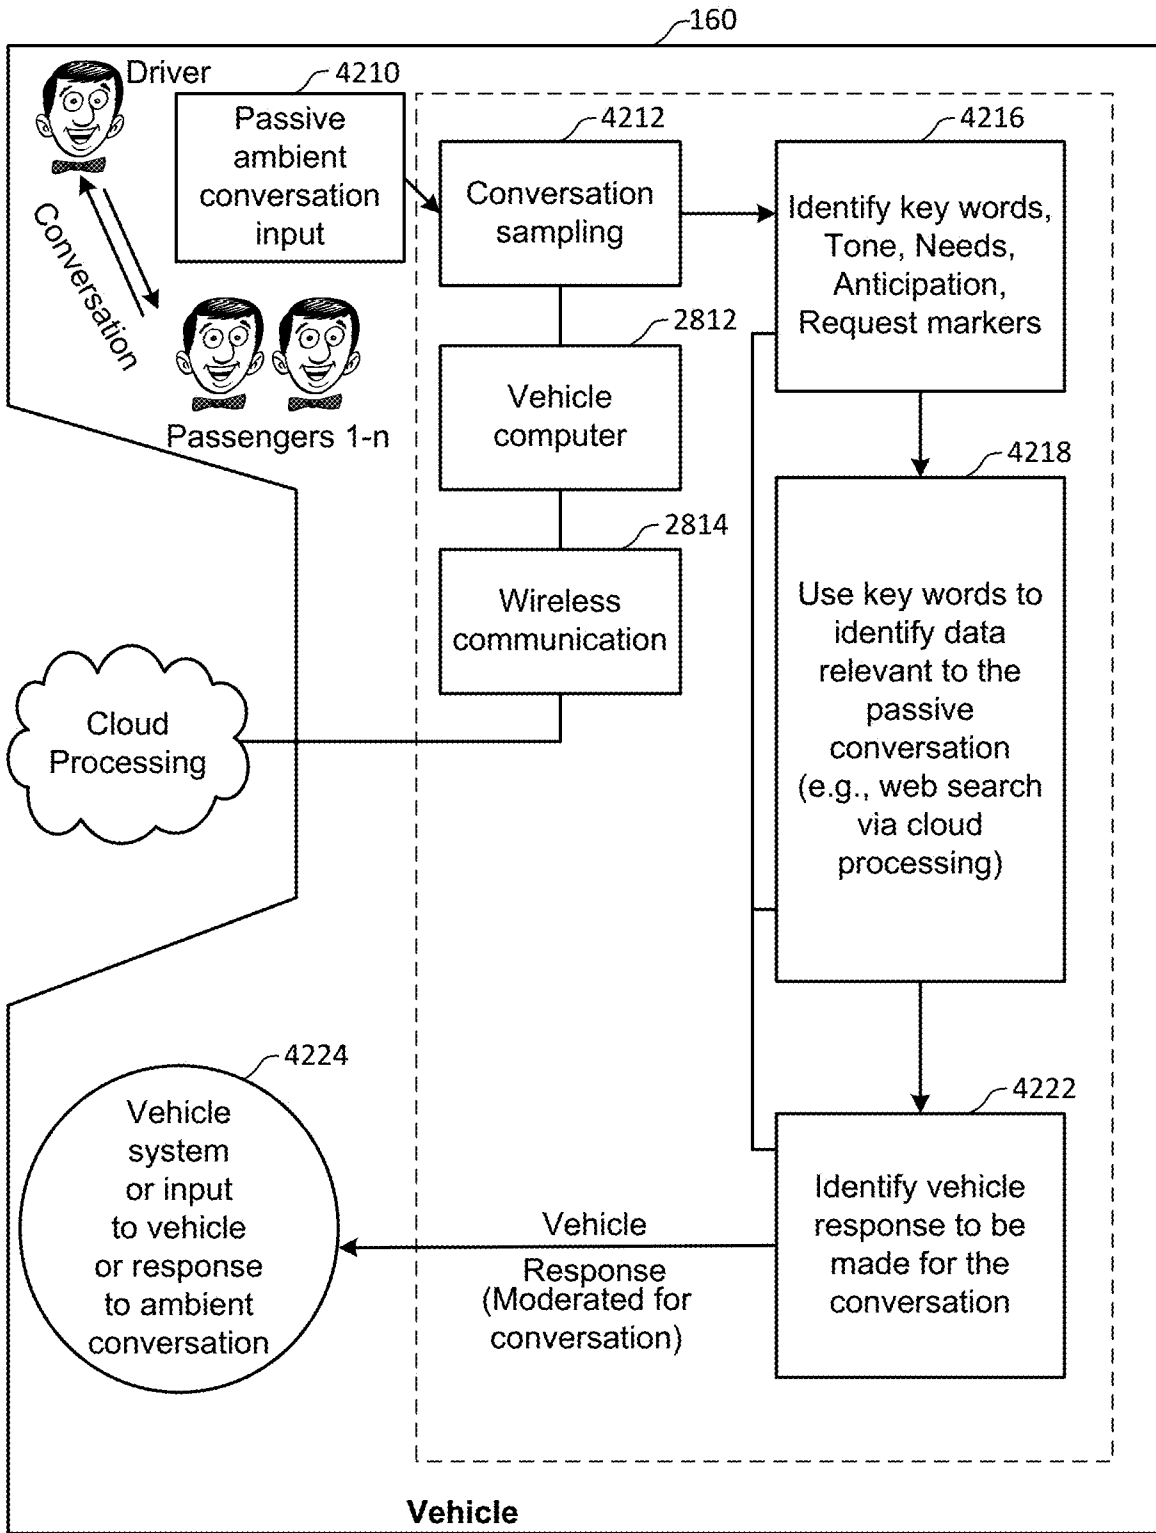 160
Driver
4210
Passive
ambient
conversation
input
Conversation
Passengers 1-n
4212
Conversation
sampling
4216
Identify key words,
Tone, Needs,
Anticipation,
Request markers
2812
Vehicle
computer
2814
Wireless
communication
4218
Use key words to
identify data
relevant to the
passive
conversation
(e.g., web search
via cloud
processing)
Cloud
Processing
4222
Identify vehicle
response to be
made for the
conversation
Vehicle
Response
(Moderated for
conversation)
4224
Vehicle
system
or input
to vehicle
or response
to ambient
conversation
Vehicle